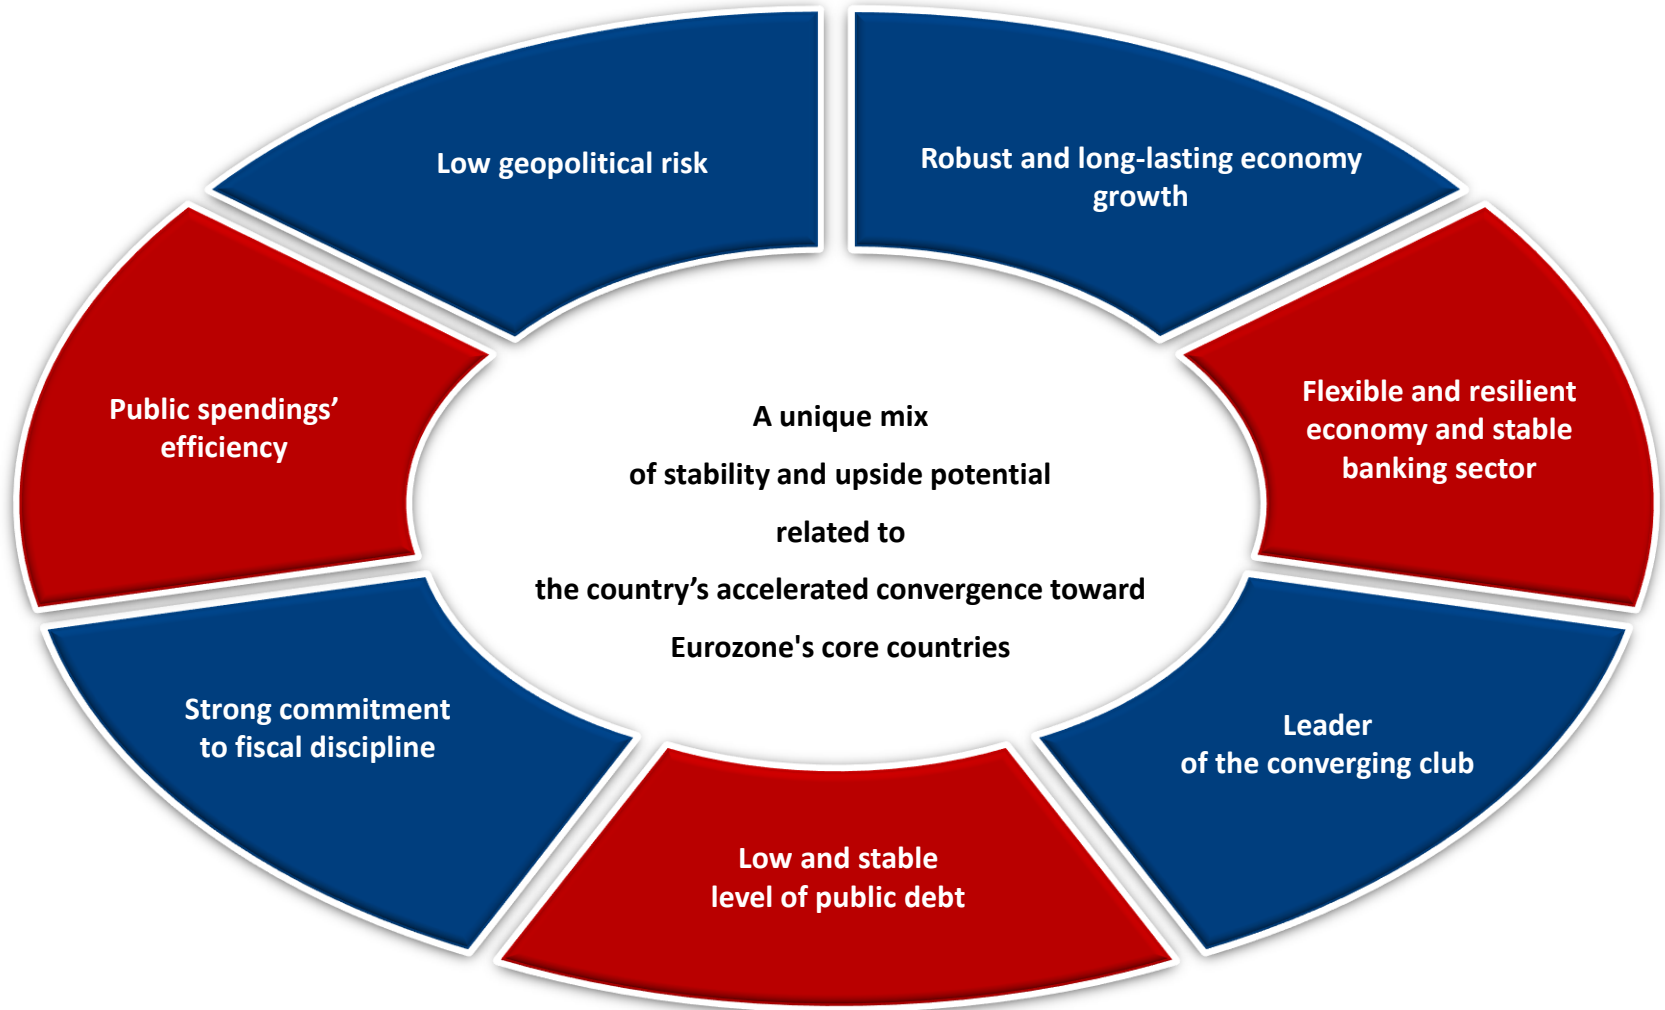 Low geopolitical risk
Robust and long-lasting economy
growth
Public spendings’
efficiency
Flexible and resilient
economy and stable
banking sector
A unique mix
of stability and upside potential
related to
the country’s accelerated convergence toward
Eurozone's core countries
Strong commitment
to fiscal discipline
Leader
of the converging club
Low and stable
level of public debt